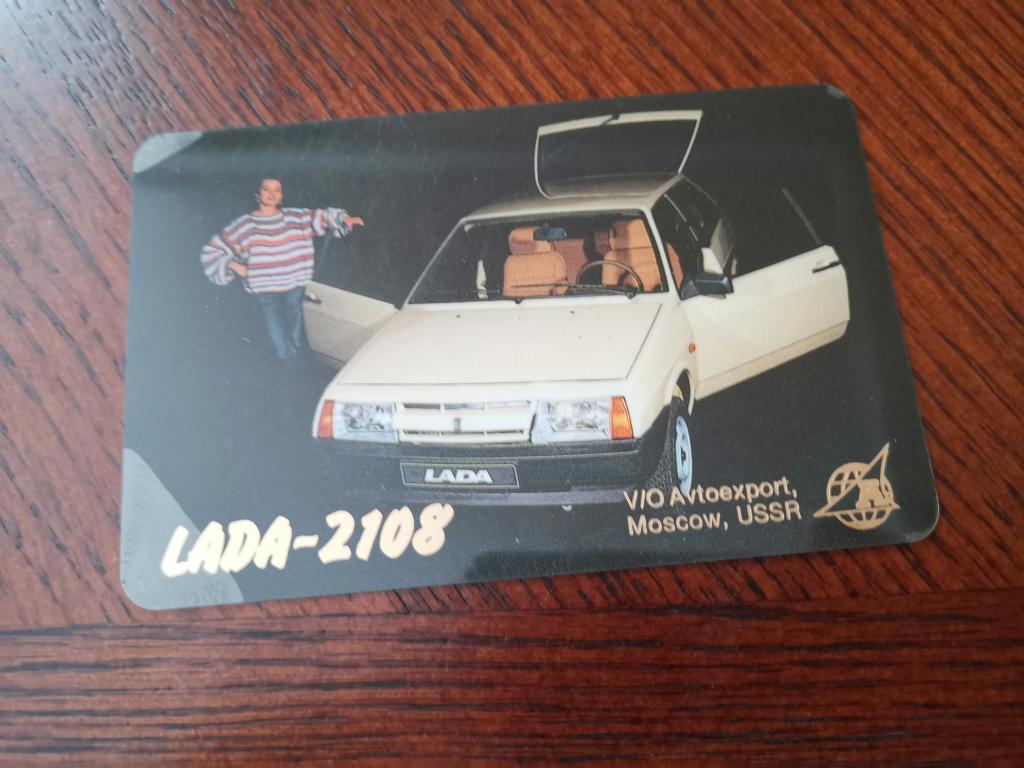 LADA
V/O Avtoexport,
Moscow, USSR
LADA-2108